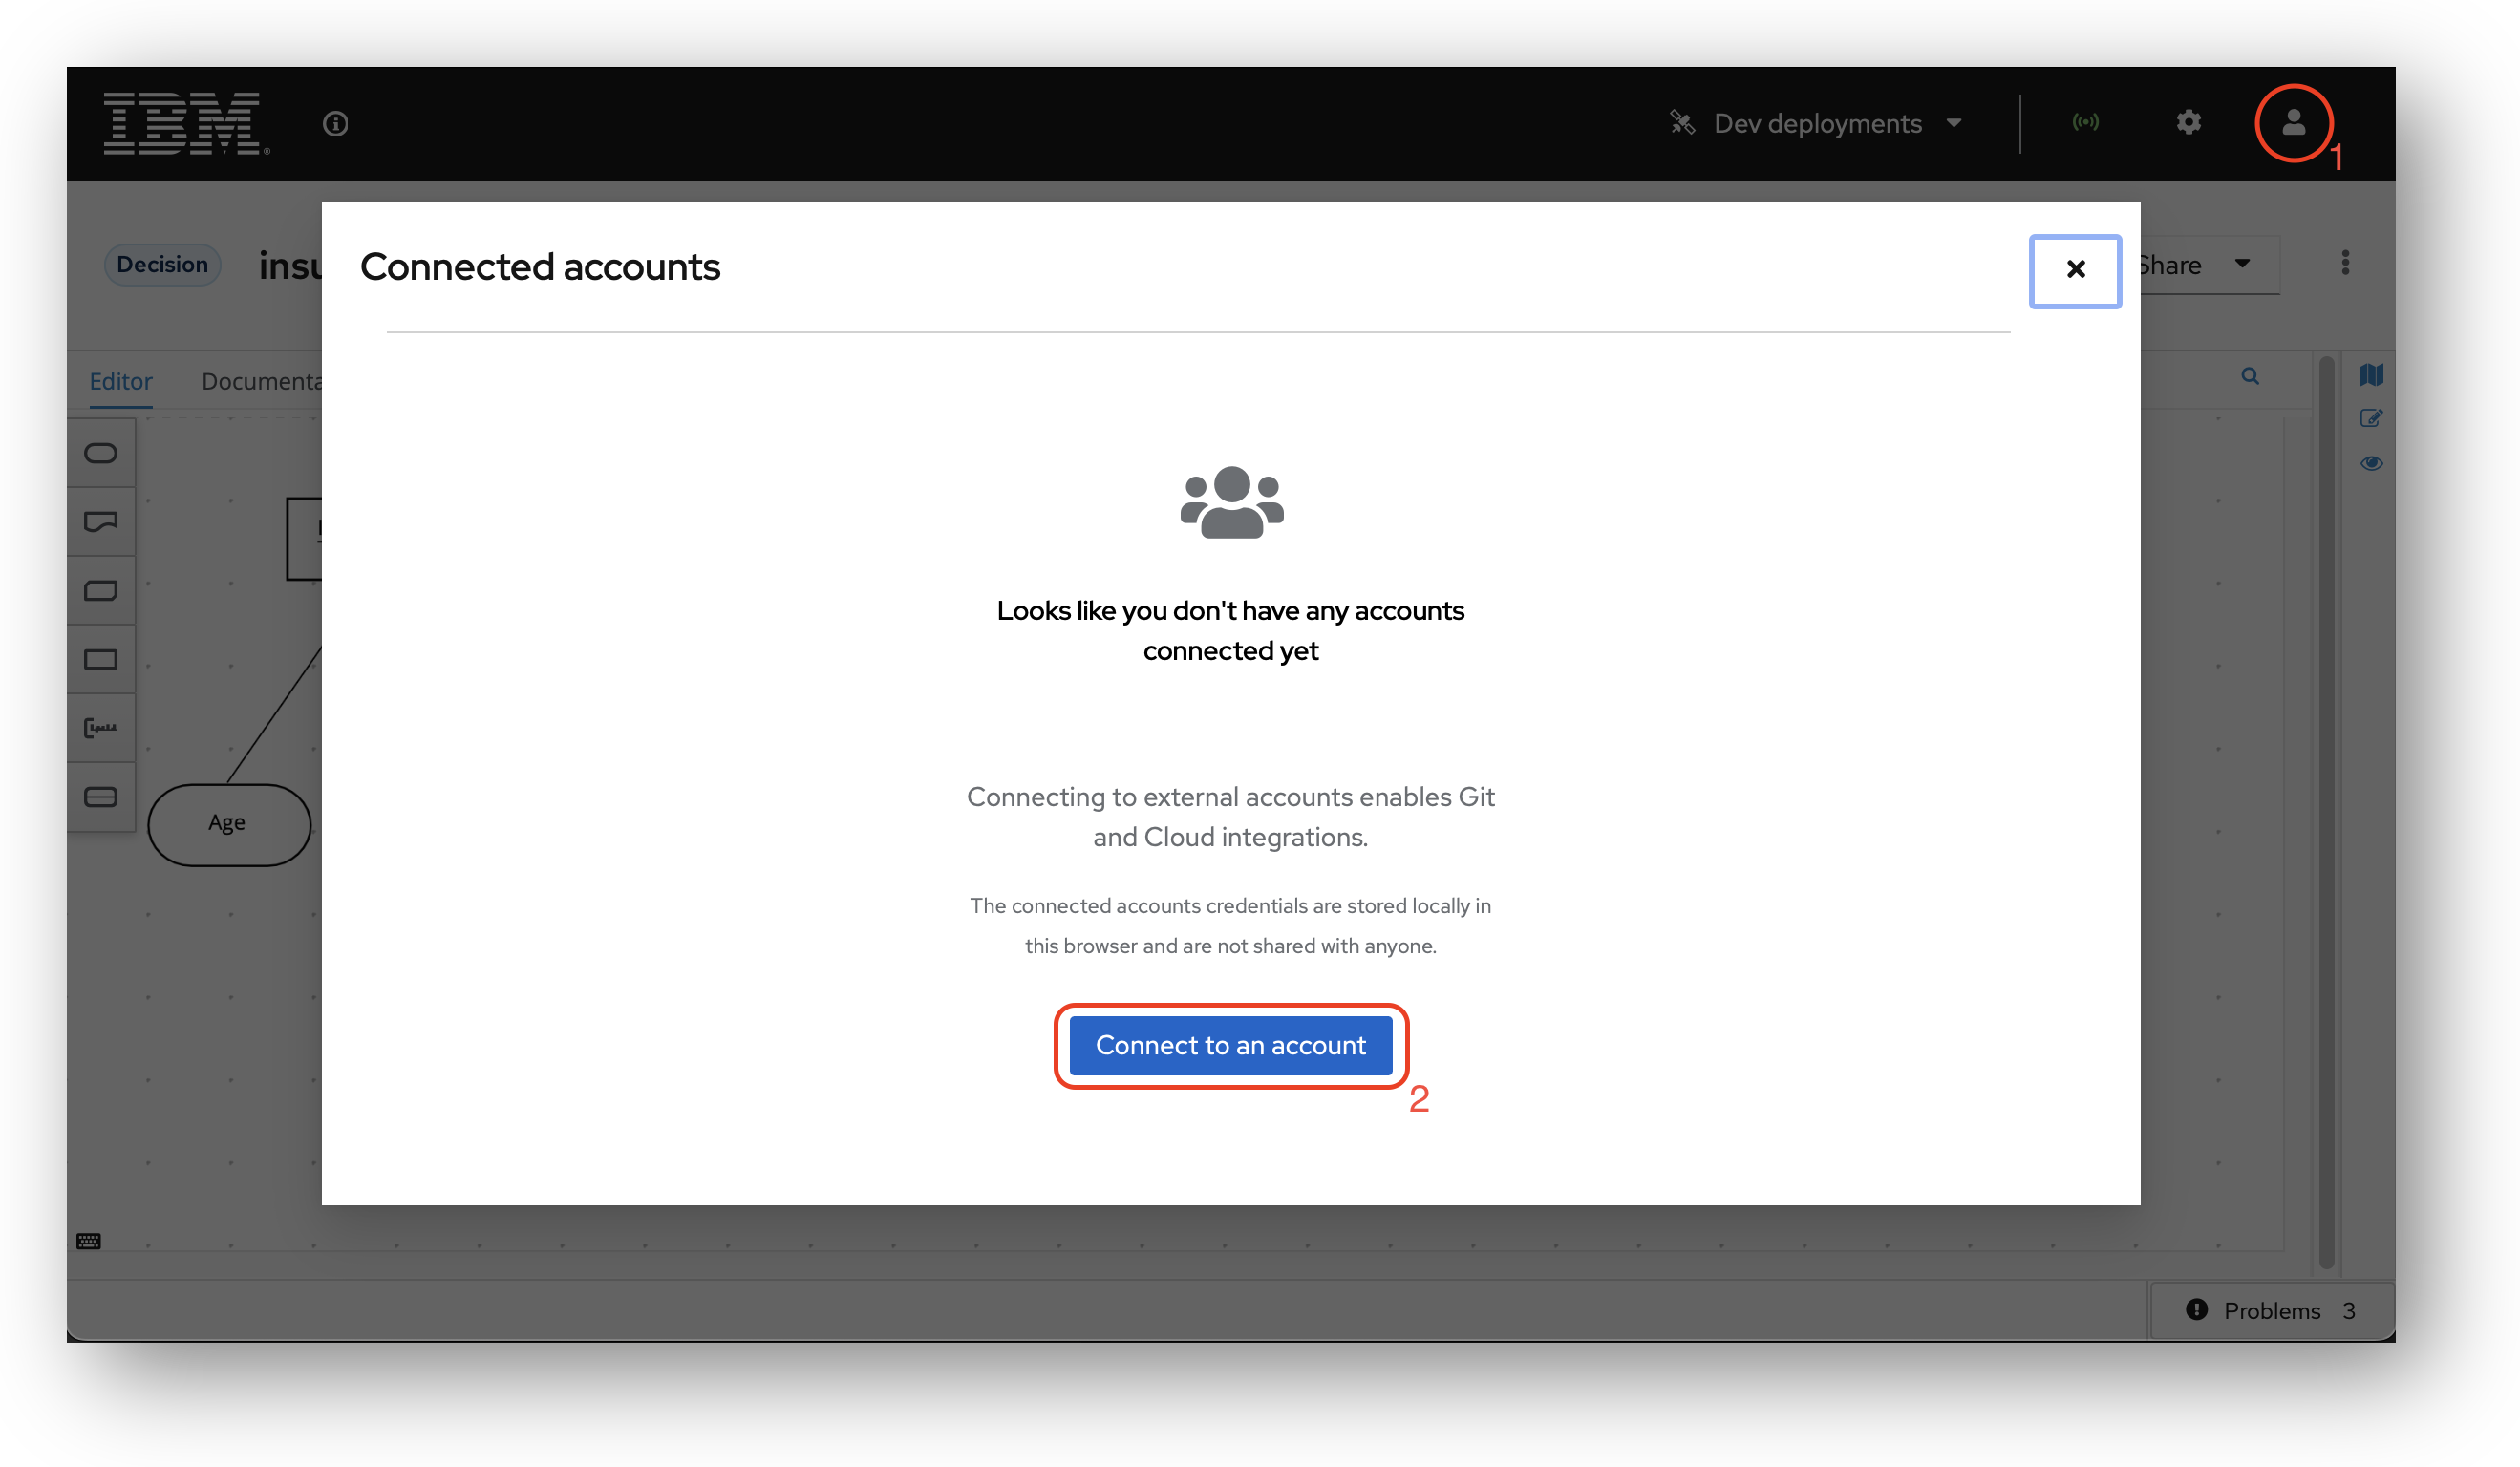 IBM®
Dev deployments
1
Decision
insu
Connected accounts
Share
Editor
Documenta
Looks like you don't have any accounts
connected yet
Age
Connecting to external accounts enables Git
and Cloud integrations.
The connected accounts credentials are stored locally in
this browser and are not shared with anyone.
Connect to an account
2
Problems 3